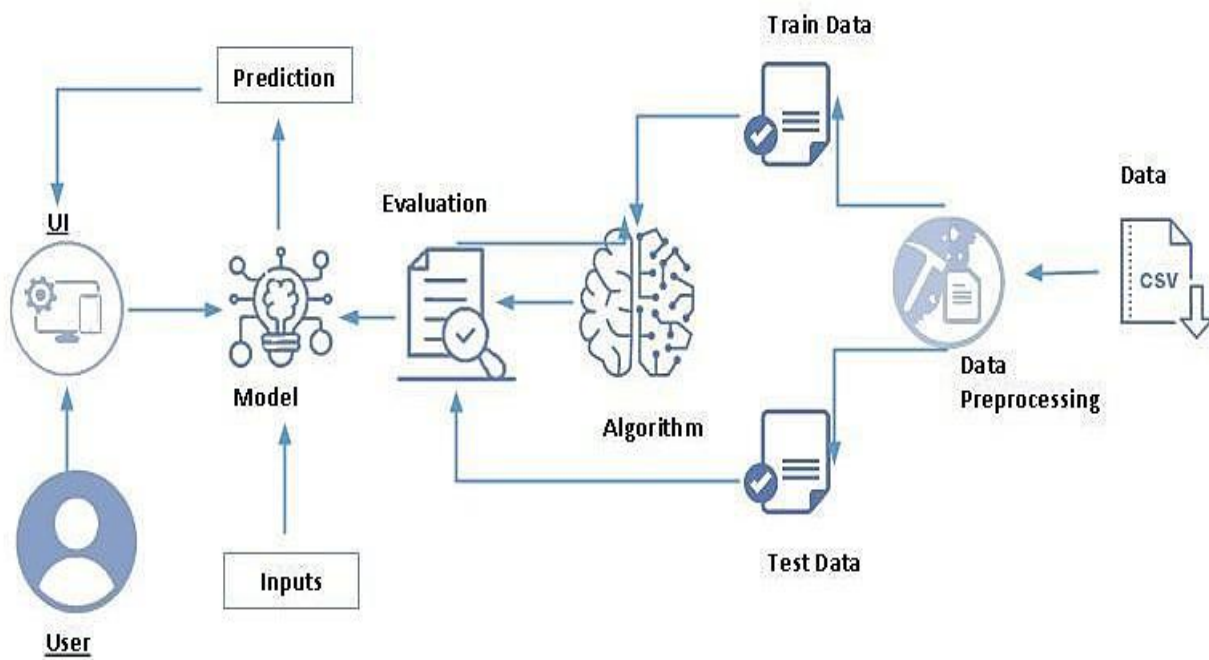 Train Data
Prediction
Data
Evaluation
UI
CSV
Data
Preprocessing
Model
Algorithm
Test Data
Inputs
User